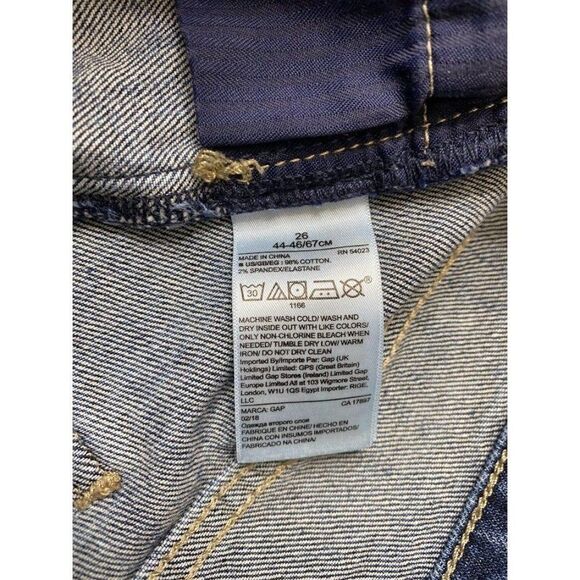 26
44-46/67CM
MADE IN CHINA RN 54023
■ US/GB/EG : 98% COTTON.
2% SPANDEX/ELASTANE
30
1166
MACHINE WASH COLD/ WASH AND
DRY INSIDE OUT WITH LIKE COLORS/
ONLY NON-CHLORINE BLEACH WHEN
NEEDED/ TUMBLE DRY LOW/ WARM
IRON/ DO NOT DRY CLEAN
Imported By/Importe Par: Gap (UK
Holdings) Limited: GPS (Great Britain)
Limited Gap Stores (Ireland) Limited Gap
Europe Limited All at 103 Wigmore Street,
London, W1U 1QS Egypt Importer: RIGE,
LLC
MARCA: GAP CA 17897
02/18
Одежда второго слоя
FABRIQUE EN CHINE/ HECHO EN
CHINA CON INSUMOS IMPORTADOS/
FABRICADO NA CHINA/